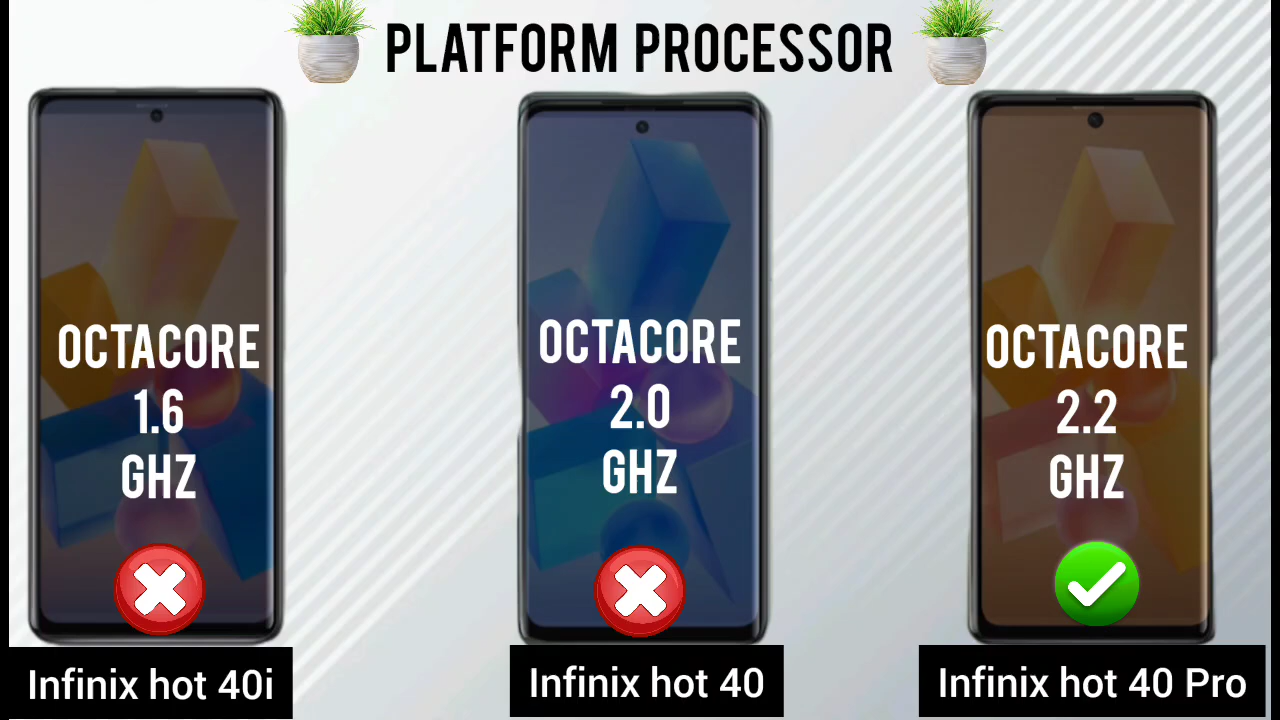 PLATFORM PROCESSOR
OCTACORE
1.6
GHZ
Infinix hot 40i
OCTACORE
2.0
GHZ
Infinix hot 40
OCTACORE
2.2
GHZ
Infinix hot 40 Pro